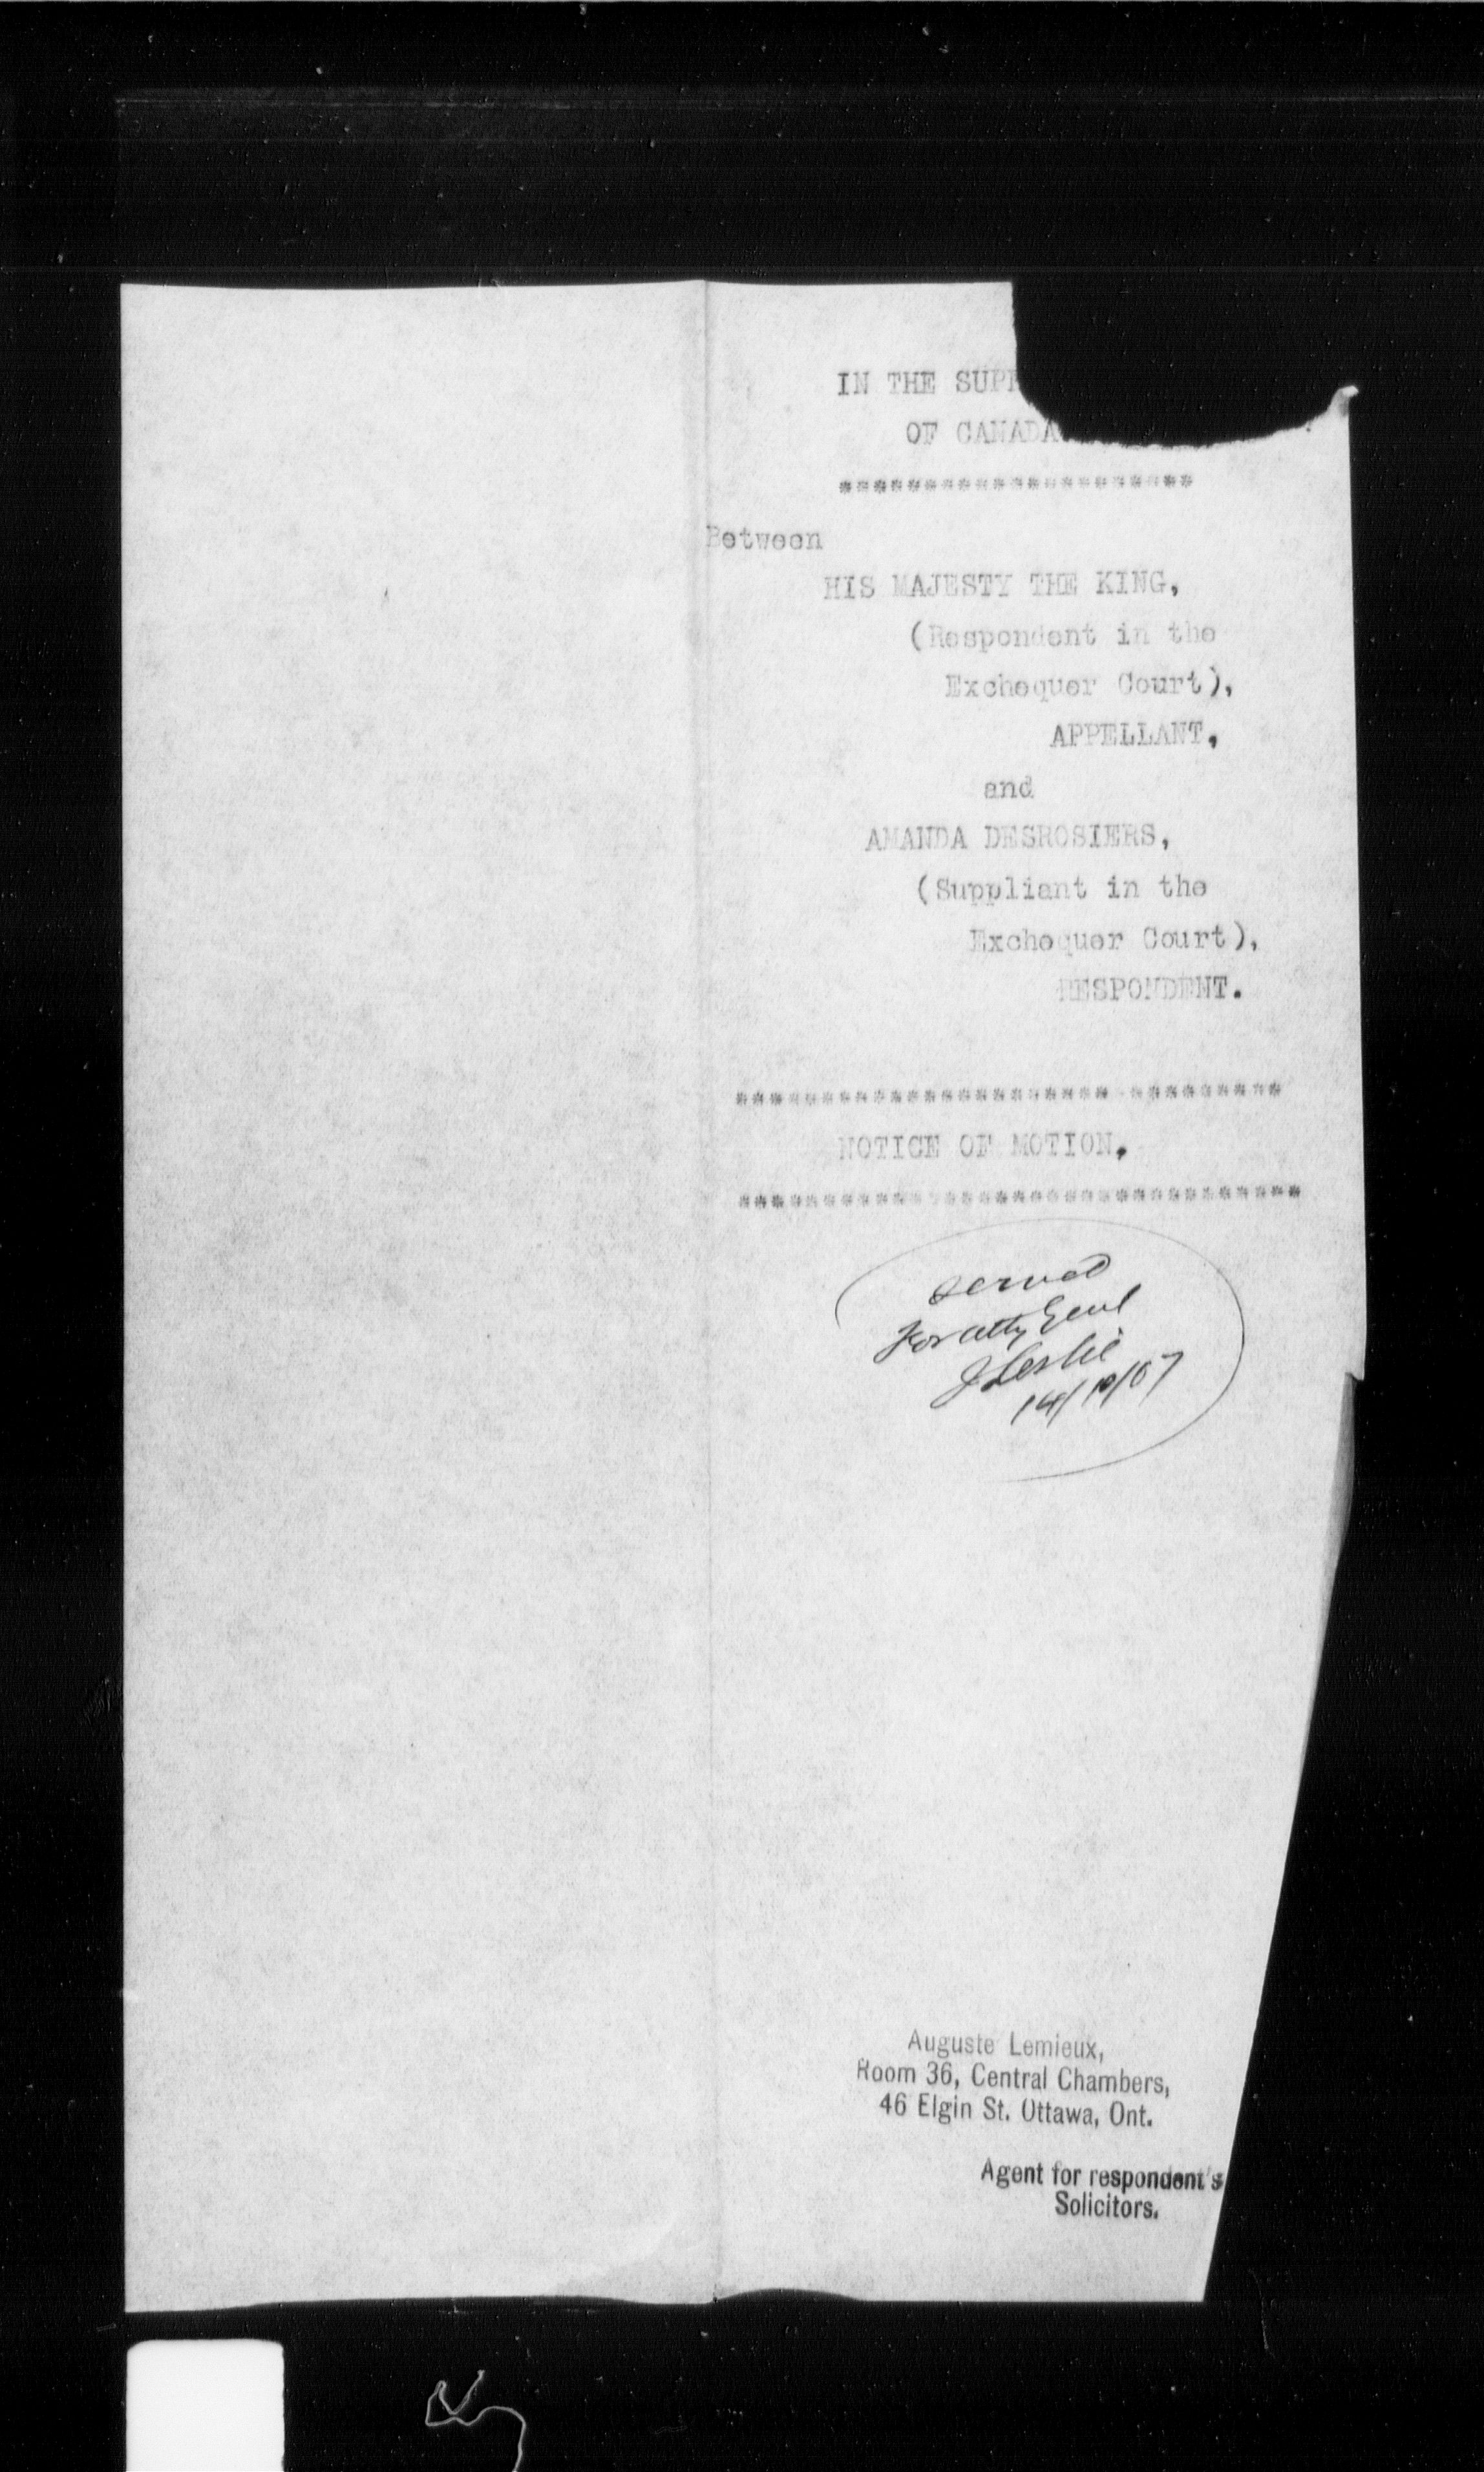 IN THE SUPR
OF CANADA
*********************
Between
HIS MAJESTY THE KING,
(Respondent in the
Exchequer Court),
APPELLANT,
and
AMANDA DESROSIERS,
(Suppliant in the
Exchequer Court),
RESPONDENT.
********************************
NOTICE OF MOTION.
*********************************
served
For Atty Genl
J Leslie
14/10/07
Auguste Lemieux,
Room 36, Central Chambers,
46 Elgin St. Ottawa, Ont.
Agent for respondent's
Solicitors.